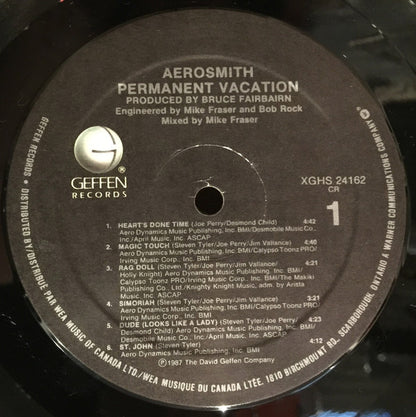 AEROSMITH
PERMANENT VACATION
PRODUCED BY BRUCE FAIRBAIRN
Engineered by Mike Fraser and Bob Rock
Mixed by Mike Fraser
®
GEFFEN
RECORDS
XGHS 24162
CR
1
1. HEART'S DONE TIME (Joe Perry/Desmond Child) 4:42
Aero Dynamics Music Publishing, Inc. BMI/Desmobile Music Co.,
Inc./April Music, Inc. ASCAP
2. MAGIC TOUCH (Steven Tyler/Joe Perry/Jim Vallance) 4:40
Aero Dynamics Music Publishing, Inc. BMI/Calypso Toonz PRO/
Irving Music Corp. Inc. BMI
3. RAG DOLL (Steven Tyler/Joe Perry/Jim Vallance/ 4:21
Holly Knight) Aero Dynamics Music Publishing, Inc. BMI/
Calypso Toonz PRO/Irving Music Corp. Inc. BMI/The Makiki
Publishing Co. Ltd./Knighty Knight Music, adm. by Arista
Music, Inc. ASCAP
4. SIMORIAH (Steven Tyler/Joe Perry/Jim Vallance) 3:21
Aero Dynamics Music Publishing, Inc. BMI/Calypso Toonz PRO/
Irving Music Corp. Inc. BMI
5. DUDE (LOOKS LIKE A LADY) (Steven Tyler/Joe Perry/ 4:23
Desmond Child) Aero Dynamics Music Publishing, Inc. BMI/
Desmobile Music Co., Inc./April Music, Inc. ASCAP
6. ST. JOHN (Steven Tyler)
Aero Dynamics Music Publishing, Inc. BMI
℗1987 The David Geffen Company
GEFFEN RECORDS • DISTRIBUTED BY/DISTRIBUE PAR WEA MUSIC OF CANADA LTD./WEA MUSIQUE DU CANADA LTÉE. 1810 BIRCHMOUNT RD. SCARBOROUGH, ONTARIO A WARNER COMMUNICATIONS COMPANY